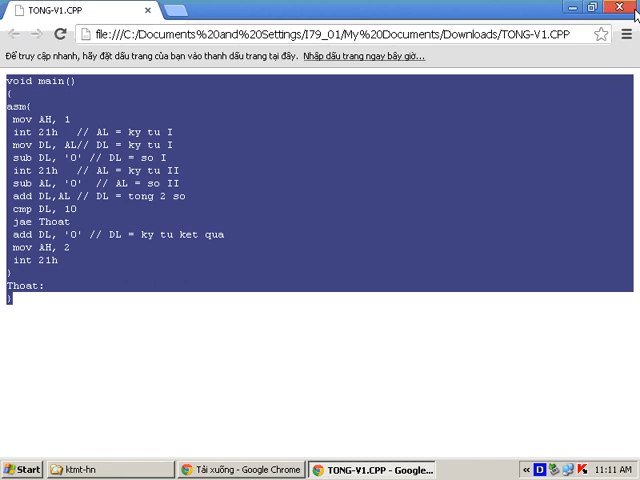 TONG-V1.CPP
file:///C:/Documents%20and%20Settings/I79_01/My%20Documents/Downloads/TONG-V1.CPP
Để truy cập nhanh, hãy đặt dấu trang của bạn vào thanh dấu trang tại đây. Nhập dấu trang ngay bây giờ...
void main()
{
asm{
mov AH, 1
int 21h // AL = ky tu I
mov DL, AL// DL = ky tu I
sub DL, '0' // DL = so I
int 21h // AL = ky tu II
sub AL, '0' // AL = so II
add DL,AL // DL = tong 2 so
cmp DL, 10
jae Thoat
add DL, '0' // DL = ky tu ket qua
mov AH, 2
int 21h
}
Thoat:
}
Start ktmt-hn Tải xuống - Google Chrome TONG-V1.CPP - Google... « D K 11:11 AM